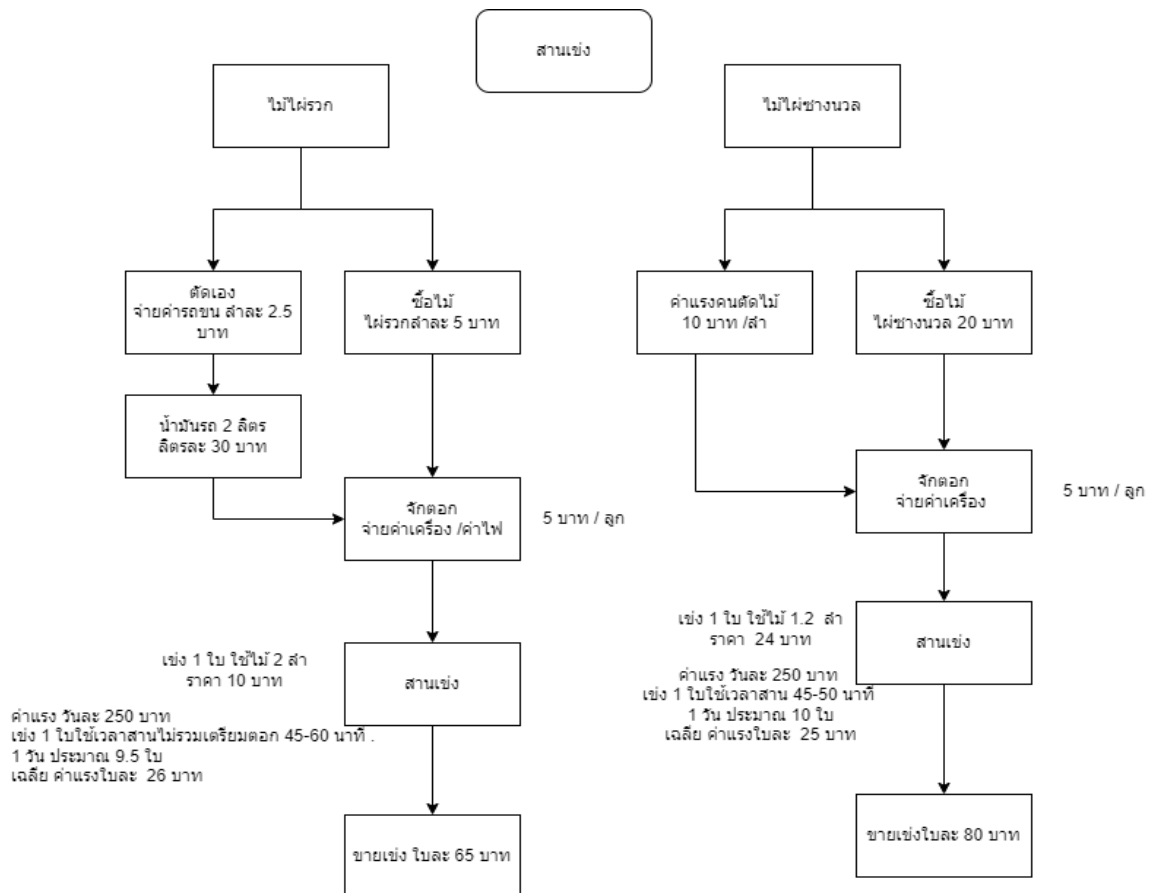 สานเข่ง
ไม้ไผ่รวก
ไม้ไผ่ซางนวล
ตัดเอง
จ่ายค่ารถขน ลำละ 2.5
บาท
ซื้อไม้
ไผ่รวกลำละ 5 บาท
ค่าแรงคนตัดไม้
10 บาท /ลำ
ซื้อไม้
ไผ่ซางนวล 20 บาท
น้ำมันรถ 2 ลิตร
ลิตรละ 30 บาท
จักตอก
จ่ายค่าเครื่อง /ค่าไฟ
5 บาท / ลูก
จักตอก
จ่ายค่าเครื่อง
5 บาท / ลูก
เข่ง 1 ใบ ใช้ไม้ 2 ลำ
ราคา 10 บาท
สานเข่ง
ค่าแรง วันละ 250 บาท
เข่ง 1 ใบใช้เวลาสานไม่รวมเตรียมตอก 45-60 นาที .
1 วัน ประมาณ 9.5 ใบ
เฉลี่ย ค่าแรงใบละ 26 บาท
เข่ง 1 ใบ ใช้ไม้ 1.2 ลำ
ราคา 24 บาท
สานเข่ง
ค่าแรง วันละ 250 บาท
เข่ง 1 ใบใช้เวลาสาน 45-50 นาที
1 วัน ประมาณ 10 ใบ
เฉลี่ย ค่าแรงใบละ 25 บาท
ขายเข่ง ใบละ 65 บาท
ขายเข่งใบละ 80 บาท